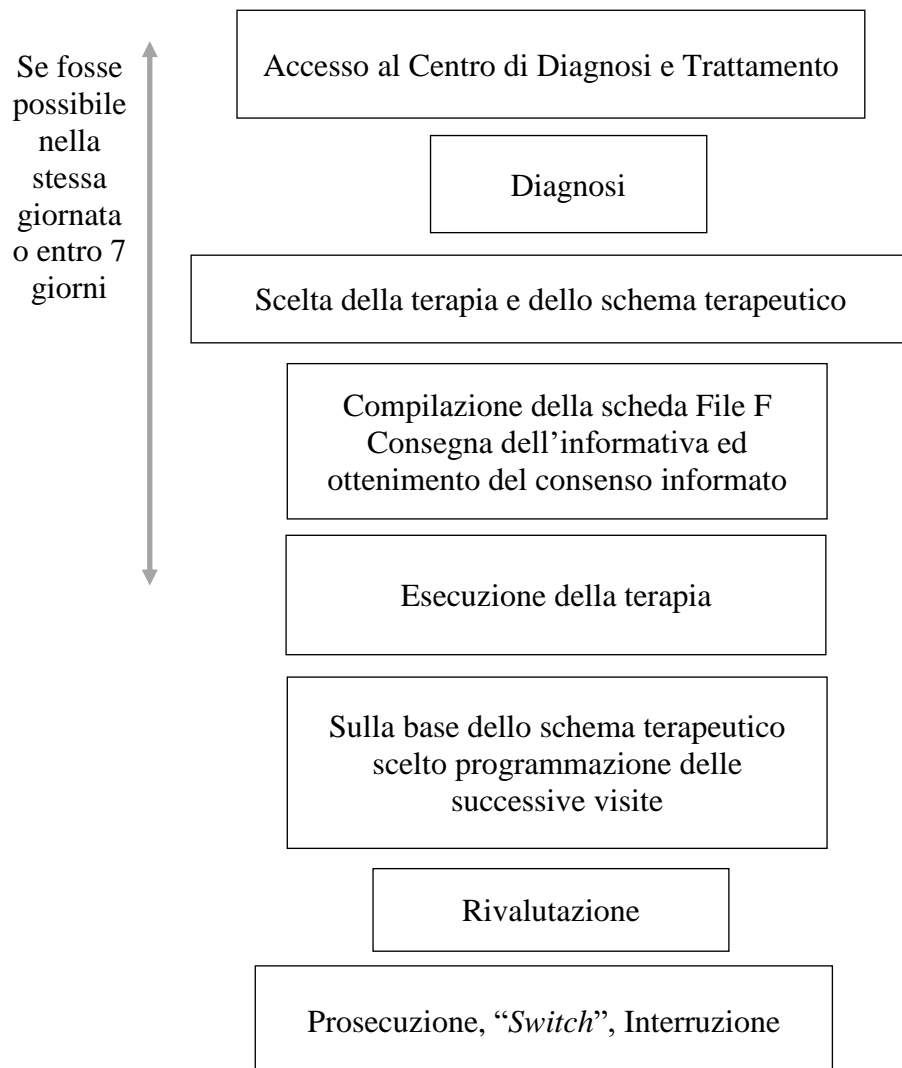 Se fosse
possibile
nella
stessa
giornata
o entro 7
giorni
Accesso al Centro di Diagnosi e Trattamento
Diagnosi
Scelta della terapia e dello schema terapeutico
Compilazione della scheda File F
Consegna dell’informativa ed
ottenimento del consenso informato
Esecuzione della terapia
Sulla base dello schema terapeutico
scelto programmazione delle
successive visite
Rivalutazione
Prosecuzione, “Switch”, Interruzione